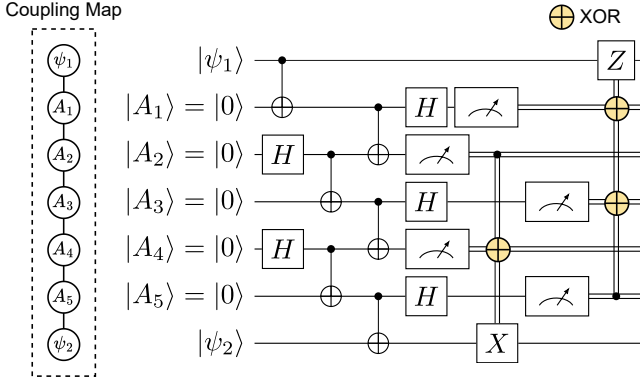 Coupling Map
XOR
ψ₁
A₁
A₂
A₃
A₄
A₅
ψ₂
|ψ₁⟩ Z
|A₁⟩ = |0⟩ H
|A₂⟩ = |0⟩ H
|A₃⟩ = |0⟩ H
|A₄⟩ = |0⟩ H
|A₅⟩ = |0⟩ H
|ψ₂⟩ X